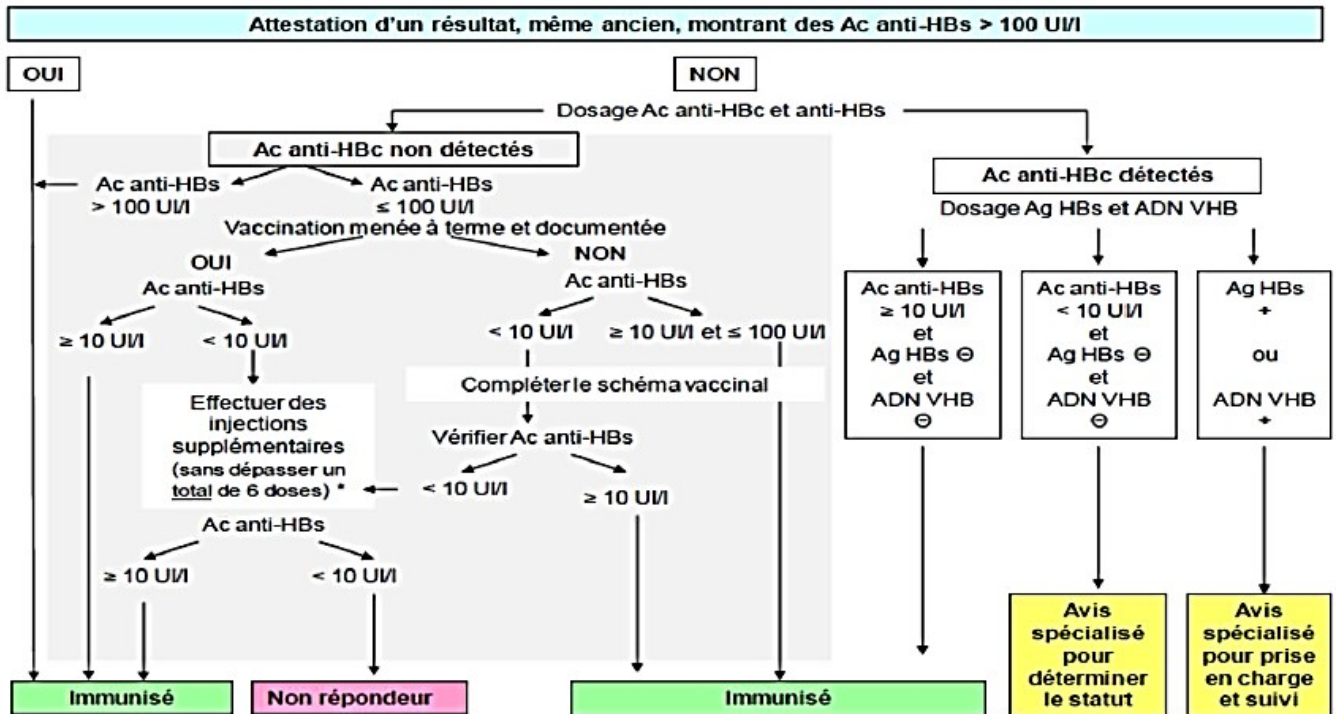 Attestation d'un résultat, même ancien, montrant des Ac anti-HBs > 100 UI/l
OUI
NON
Dosage Ac anti-HBc et anti-HBs
Ac anti-HBc non détectés
Ac anti-HBs
> 100 UI/l
Ac anti-HBs
≤ 100 UI/l
Vaccination menée à terme et documentée
OUI
Ac anti-HBs
≥ 10 UI/l
< 10 UI/l
Effectuer des
injections
supplémentaires
(sans dépasser un
total de 6 doses) *
NON
Ac anti-HBs
< 10 UI/l
≥ 10 UI/l et ≤ 100 UI/l
Compléter le schéma vaccinal
Vérifier Ac anti-HBs
< 10 UI/l
≥ 10 UI/l
Ac anti-HBs
≥ 10 UI/l
< 10 UI/l
Ac anti-HBc détectés
Dosage Ag HBs et ADN VHB
Ac anti-HBs
≥ 10 UI/l
et
Ag HBs ⊖
et
ADN VHB
⊖
Ac anti-HBs
< 10 UI/l
et
Ag HBs ⊖
et
ADN VHB
⊖
Ag HBs
+
ou
ADN VHB
+
Immunisé
Non répondeur
Immunisé
Avis
spécialisé
pour
déterminer
le statut
Avis
spécialisé
pour prise
en charge
et suivi